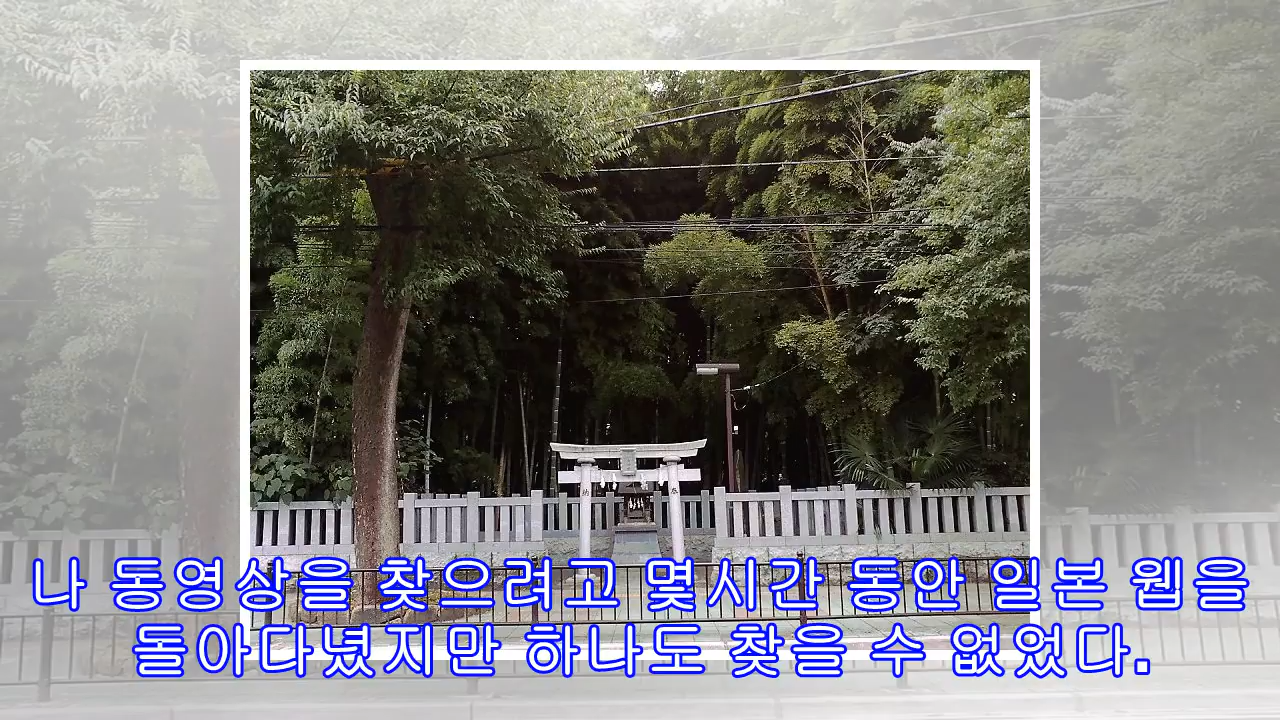 나 동영상을 찾으려고 몇시간 동안 일본 웹을
돌아다녔지만 하나도 찾을 수 없었다.